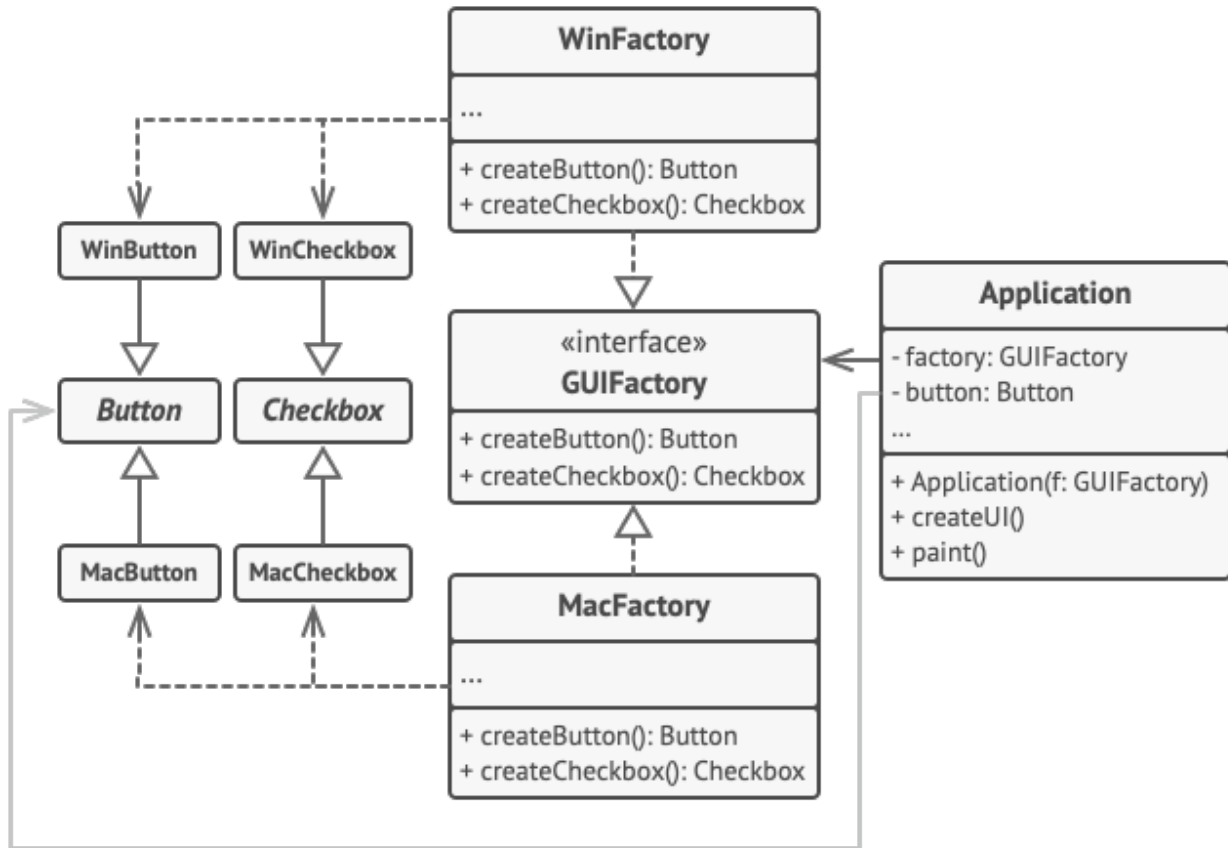 WinFactory
...
+ createButton(): Button
+ createCheckbox(): Checkbox
WinButton
WinCheckbox
Button
Checkbox
MacButton
MacCheckbox
«interface»
GUIFactory
+ createButton(): Button
+ createCheckbox(): Checkbox
Application
- factory: GUIFactory
- button: Button
...
+ Application(f: GUIFactory)
+ createUI()
+ paint()
MacFactory
...
+ createButton(): Button
+ createCheckbox(): Checkbox